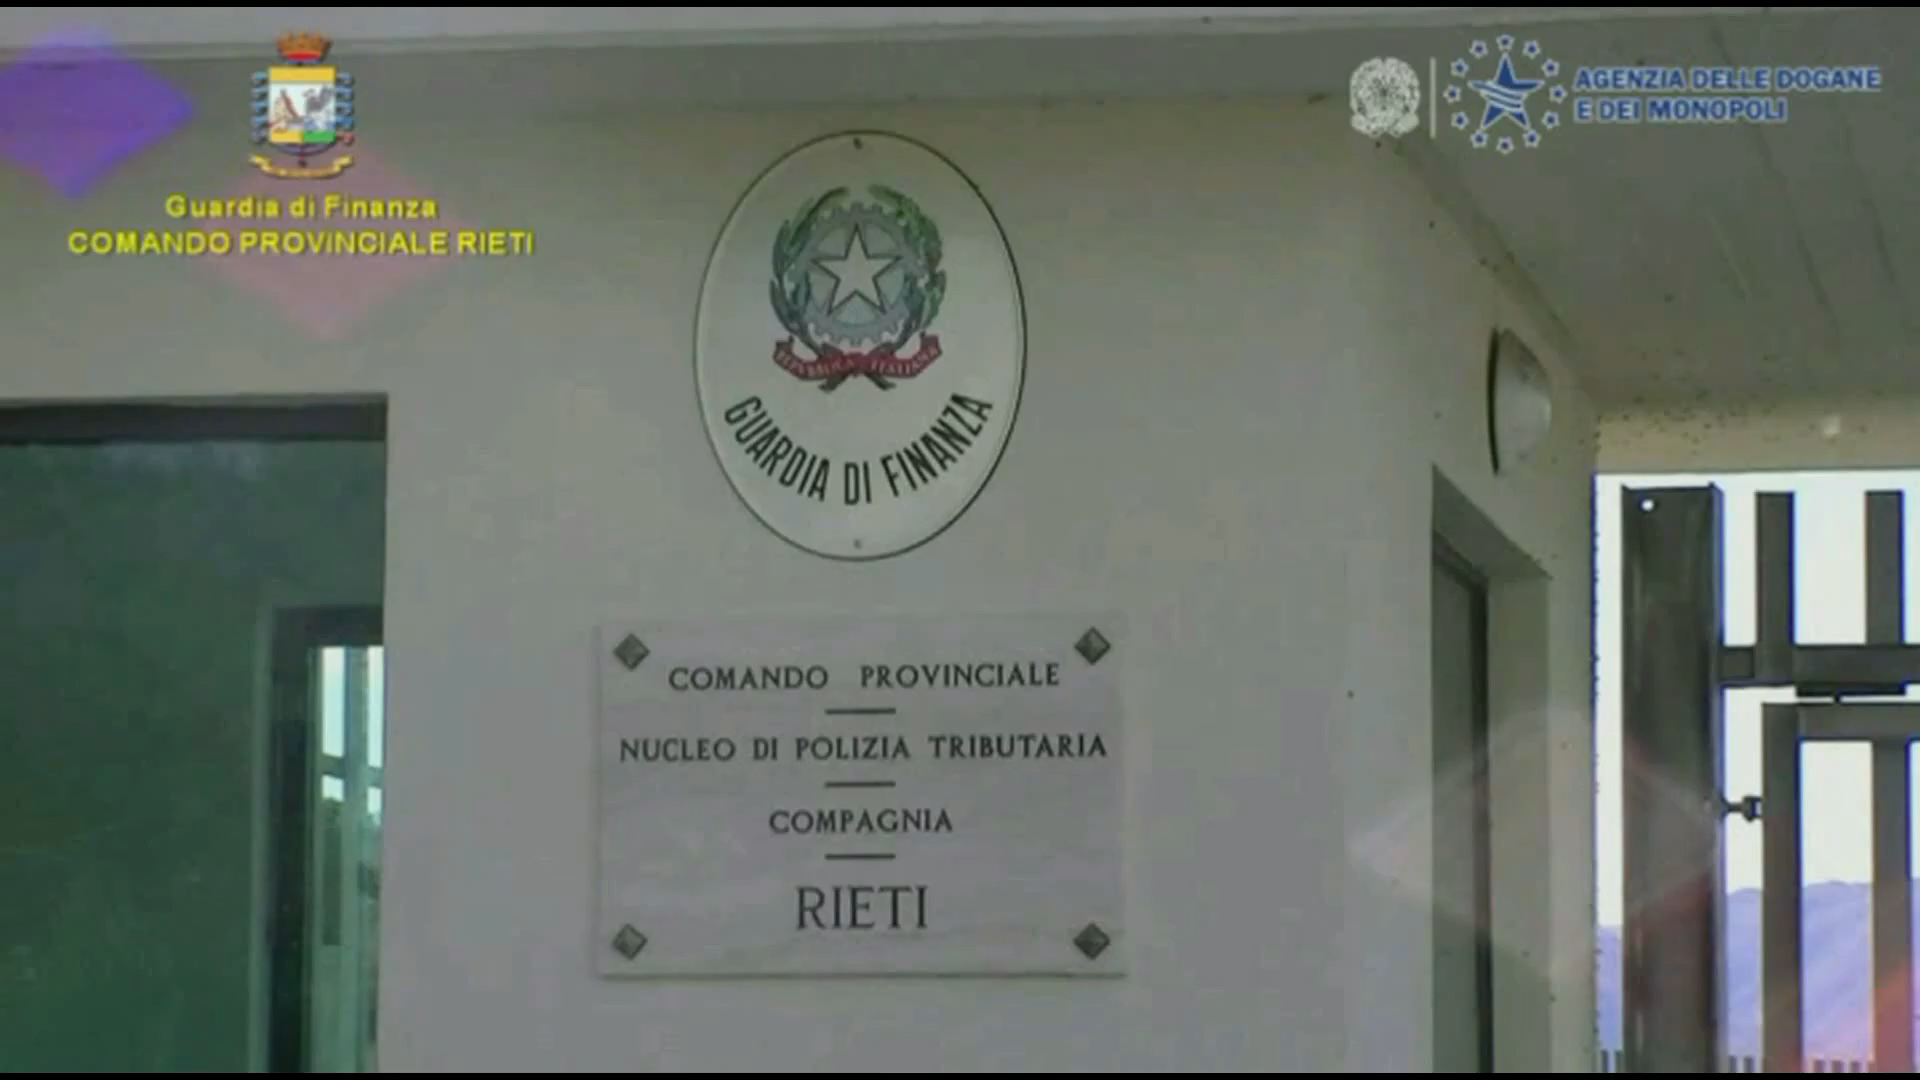 Guardia di Finanza
COMANDO PROVINCIALE RIETI
AGENZIA DELLE DOGANE
E DEI MONOPOLI
REPVBBLICA ITALIANA
GUARDIA DI FINANZA
COMANDO PROVINCIALE
NUCLEO DI POLIZIA TRIBUTARIA
COMPAGNIA
RIETI